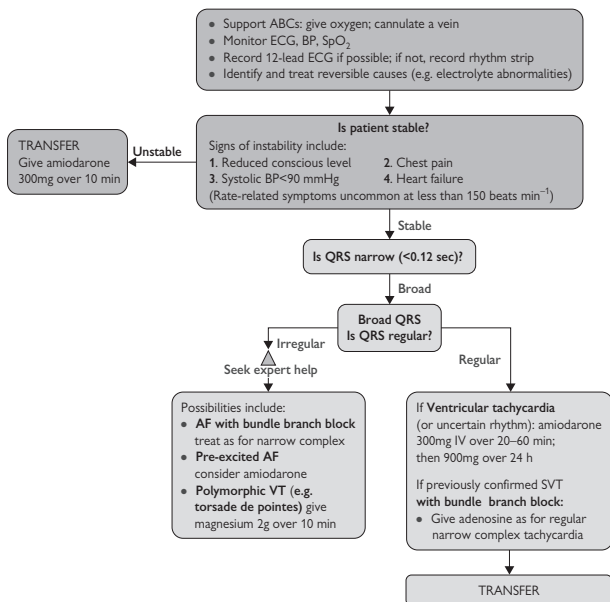 • Support ABCs: give oxygen; cannulate a vein
• Monitor ECG, BP, SpO₂
• Record 12-lead ECG if possible; if not, record rhythm strip
• Identify and treat reversible causes (e.g. electrolyte abnormalities)
Is patient stable?
Signs of instability include:
1. Reduced conscious level 2. Chest pain
3. Systolic BP<90 mmHg 4. Heart failure
(Rate-related symptoms uncommon at less than 150 beats min⁻¹)
Unstable
TRANSFER
Give amiodarone
300mg over 10 min
Stable
Is QRS narrow (<0.12 sec)?
Broad
Broad QRS
Is QRS regular?
Irregular
Seek expert help
Possibilities include:
• AF with bundle branch block
treat as for narrow complex
• Pre-excited AF
consider amiodarone
• Polymorphic VT (e.g.
torsade de pointes) give
magnesium 2g over 10 min
Regular
If Ventricular tachycardia
(or uncertain rhythm): amiodarone
300mg IV over 20–60 min;
then 900mg over 24 h
If previously confirmed SVT
with bundle branch block:
• Give adenosine as for regular
narrow complex tachycardia
TRANSFER